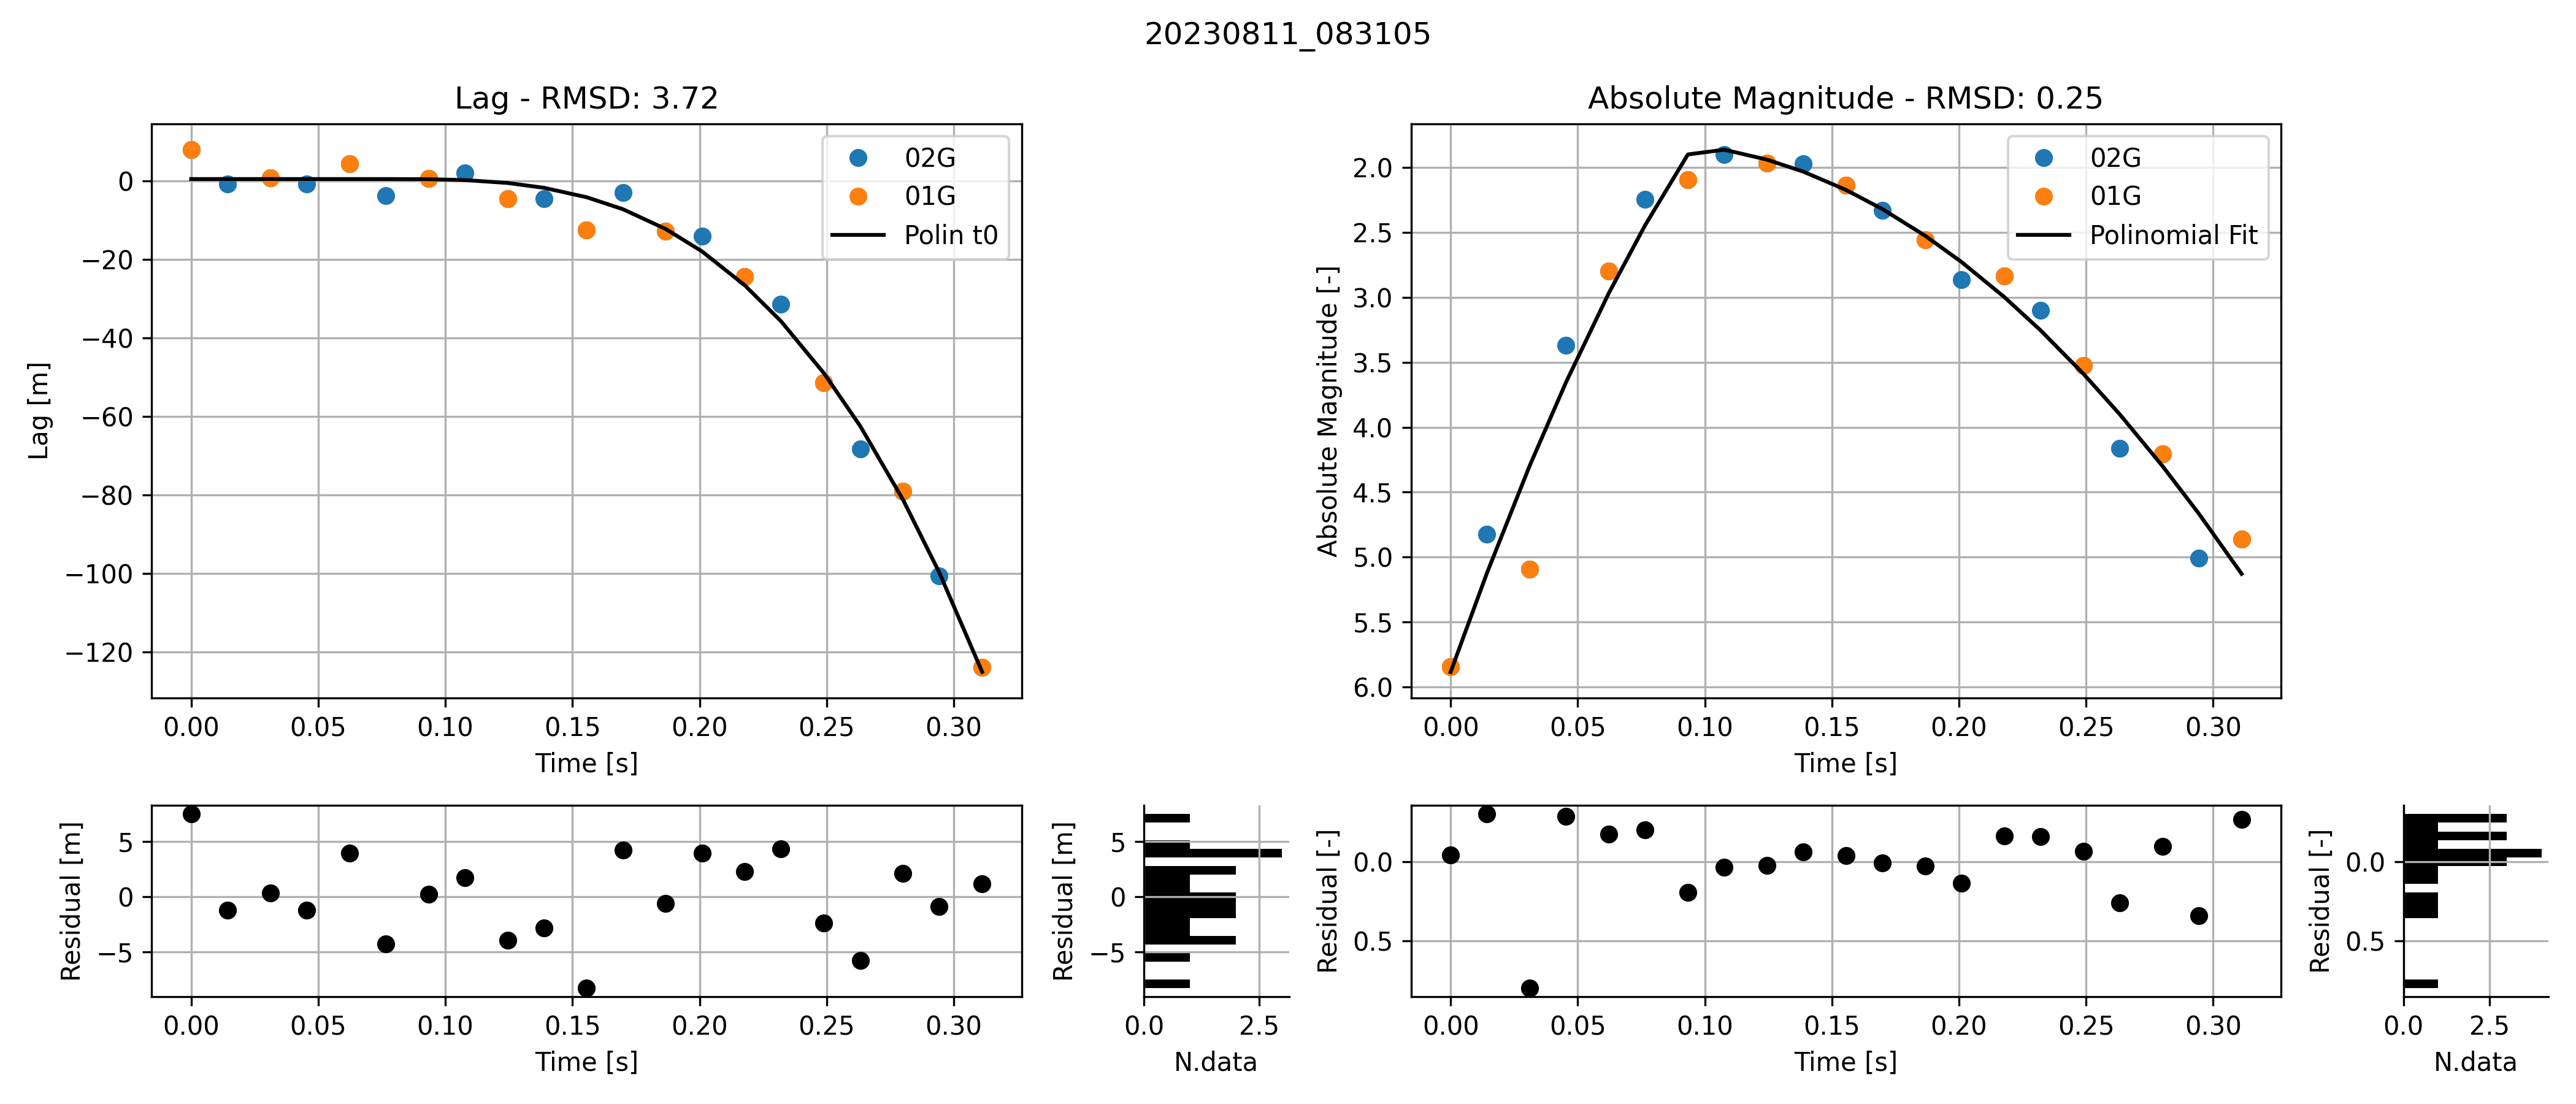 20230811_083105
Lag - RMSD: 3.72
Lag [m]
0
−20
−40
−60
−80
−100
−120
02G
01G
Polin t0
0.00 0.05 0.10 0.15 0.20 0.25 0.30
Time [s]
Absolute Magnitude - RMSD: 0.25
Absolute Magnitude [-]
2.0
2.5
3.0
3.5
4.0
4.5
5.0
5.5
6.0
02G
01G
Polinomial Fit
0.00 0.05 0.10 0.15 0.20 0.25 0.30
Time [s]
Residual [m]
5
0
−5
0.00 0.05 0.10 0.15 0.20 0.25 0.30
Time [s]
Residual [m]
5
0
−5
0.0 2.5
N.data
Residual [-]
0.0
0.5
0.00 0.05 0.10 0.15 0.20 0.25 0.30
Time [s]
Residual [-]
0.0
0.5
0.0 2.5
N.data